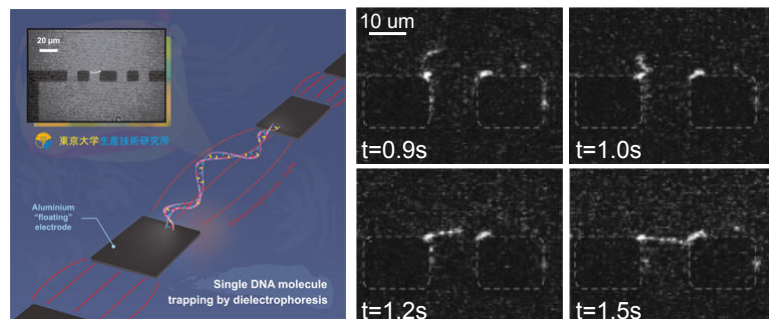 20 μm
東京大学生産技術研究所
Aluminium
"floating"
electrode
Single DNA molecule
trapping by dielectrophoresis
10 um
t=0.9s
t=1.0s
t=1.2s
t=1.5s